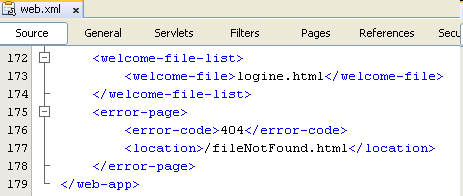 web.xml x
Source General Servlets Filters Pages References Secu
172 <welcome-file-list>
173 <welcome-file>logine.html</welcome-file>
174 </welcome-file-list>
175 <error-page>
176 <error-code>404</error-code>
177 <location>/fileNotFound.html</location>
178 </error-page>
179 </web-app>